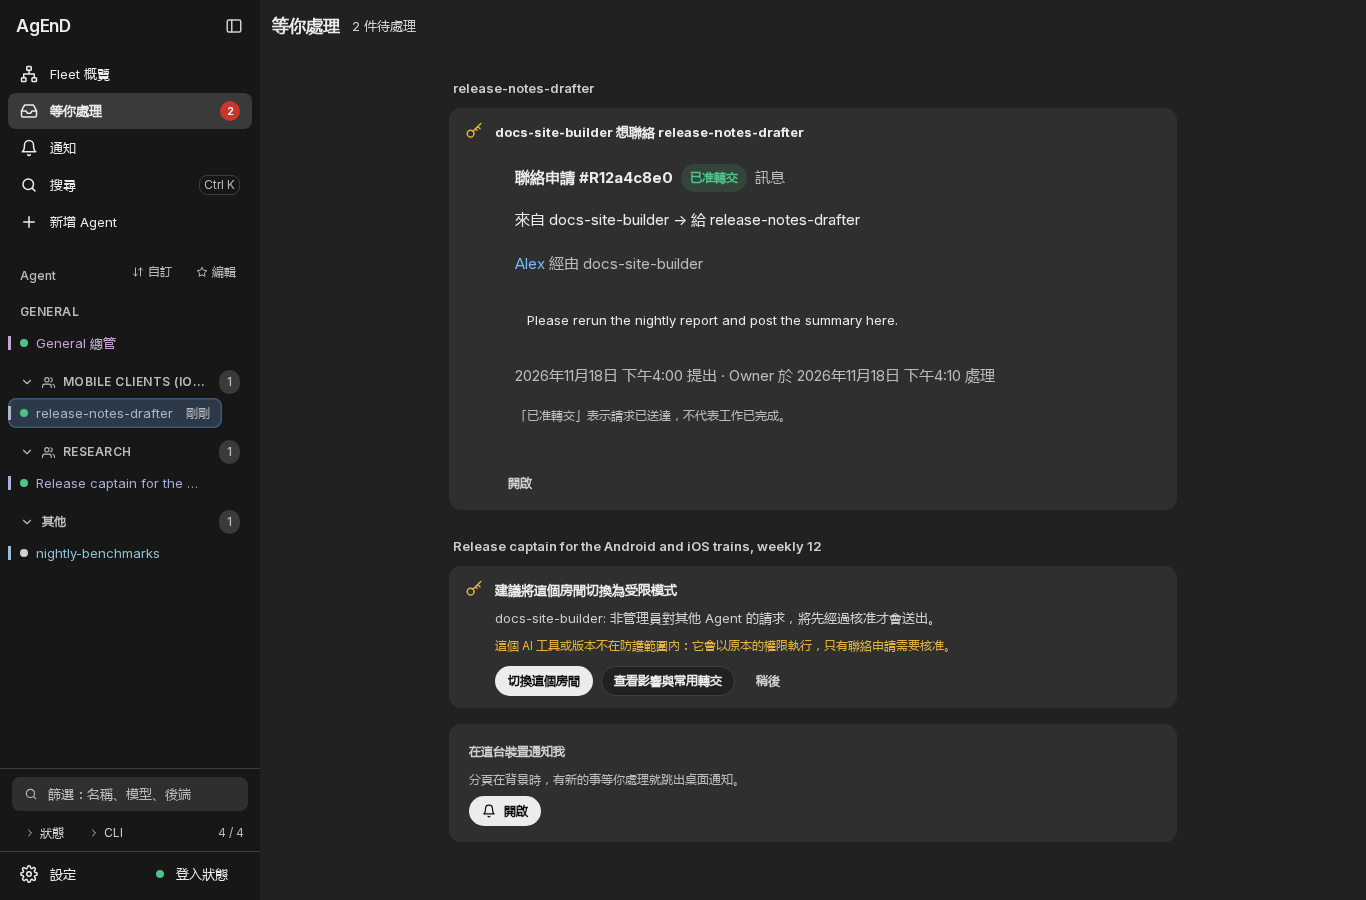 AgEnD
Fleet 概覽
等你處理
2
通知
搜尋
Ctrl K
新增 Agent
Agent
自訂
編輯
GENERAL
General 總管
MOBILE CLIENTS (IO...
1
release-notes-drafter
剛剛
RESEARCH
1
Release captain for the ...
其他
1
nightly-benchmarks
篩選：名稱、模型、後端
狀態
CLI
4 / 4
設定
登入狀態
等你處理
2 件待處理
release-notes-drafter
docs-site-builder 想聯絡 release-notes-drafter
聯絡申請 #R12a4c8e0
已准轉交
訊息
來自 docs-site-builder → 給 release-notes-drafter
Alex 經由 docs-site-builder
Please rerun the nightly report and post the summary here.
2026年11月18日 下午4:00 提出 · Owner 於 2026年11月18日 下午4:10 處理
「已准轉交」表示請求已送達，不代表工作已完成。
開啟
Release captain for the Android and iOS trains, weekly 12
建議將這個房間切換為受限模式
docs-site-builder: 非管理員對其他 Agent 的請求，將先經過核准才會送出。
這個 AI 工具或版本不在防護範圍內：它會以原本的權限執行，只有聯絡申請需要核准。
切換這個房間
查看影響與常用轉交
稍後
在這台裝置通知我
分頁在背景時，有新的事等你處理就跳出桌面通知。
開啟